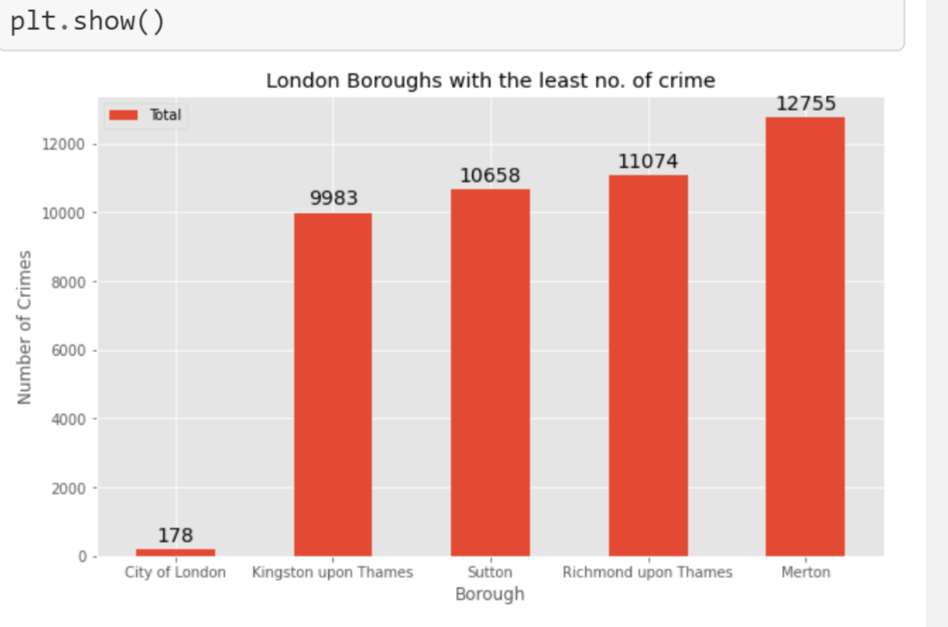 plt.show()
London Boroughs with the least no. of crime
Total
12755
11074
10658
9983
178
12000
10000
8000
6000
4000
2000
0
Number of Crimes
City of London Kingston upon Thames Sutton Richmond upon Thames Merton
Borough